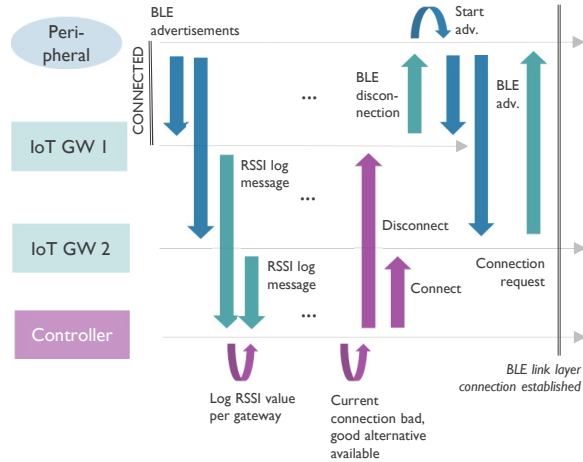 BLE
advertisements
Start
adv.
Peri-
pheral
CONNECTED
...
BLE
discon-
nection
BLE
adv.
IoT GW 1
RSSI log
message
...
Disconnect
IoT GW 2
RSSI log
message
Connect
Connection
request
...
Controller
Log RSSI value
per gateway
Current
connection bad,
good alternative
available
BLE link layer
connection established